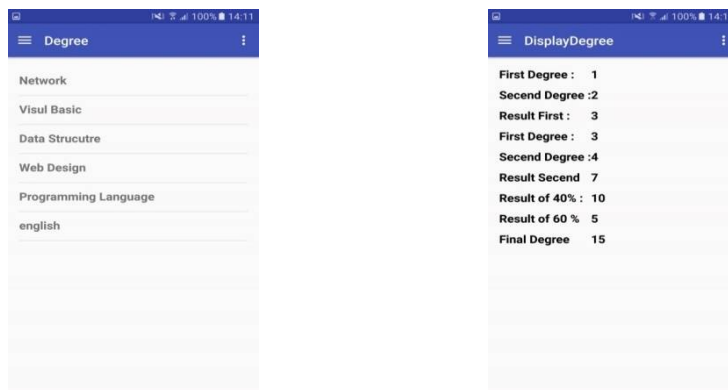 100% 14:11
Degree
Network
Visul Basic
Data Strucutre
Web Design
Programming Language
english
100% 14:1
DisplayDegree
First Degree : 1
Secend Degree :2
Result First : 3
First Degree : 3
Secend Degree :4
Result Secend 7
Result of 40% : 10
Result of 60 % 5
Final Degree 15